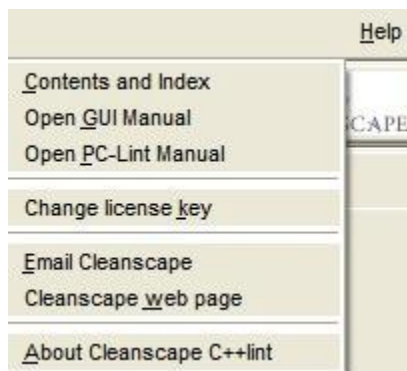 Help
Contents and Index
Open GUI Manual
CAPE
Open PC-Lint Manual
Change license key
Email Cleanscape
Cleanscape web page
About Cleanscape C++lint